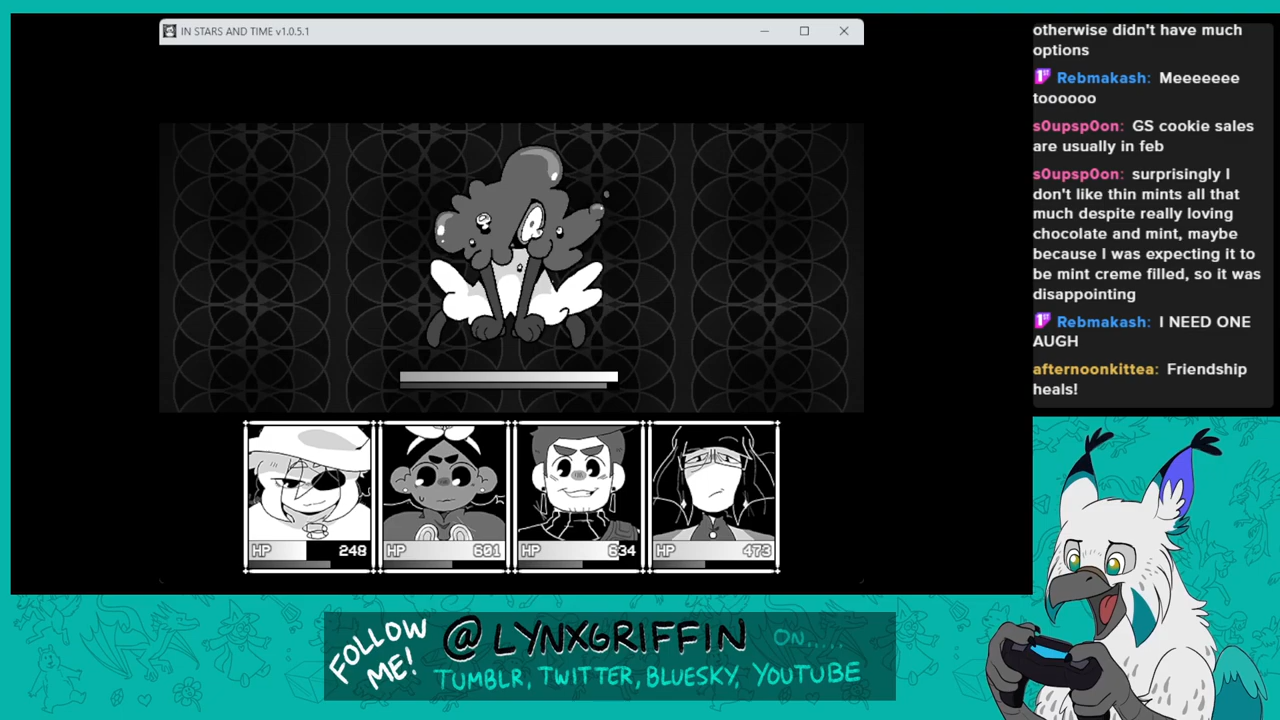 IN STARS AND TIME v1.0.5.1
otherwise didn't have much
options
Rebmakash: Meeeeeee
toooooo
s0upsp0on: GS cookie sales
are usually in feb
s0upsp0on: surprisingly I
don't like thin mints all that
much despite really loving
chocolate and mint, maybe
because I was expecting it to
be mint creme filled, so it was
disappointing
Rebmakash: I NEED ONE
AUGH
afternoonkittea: Friendship
heals!
HP 248
HP 601
HP 634
HP 473
FOLLOW
ME!
@LYNXGRIFFIN ON.....
TUMBLR, TWITTER, BLUESKY, YOUTUBE